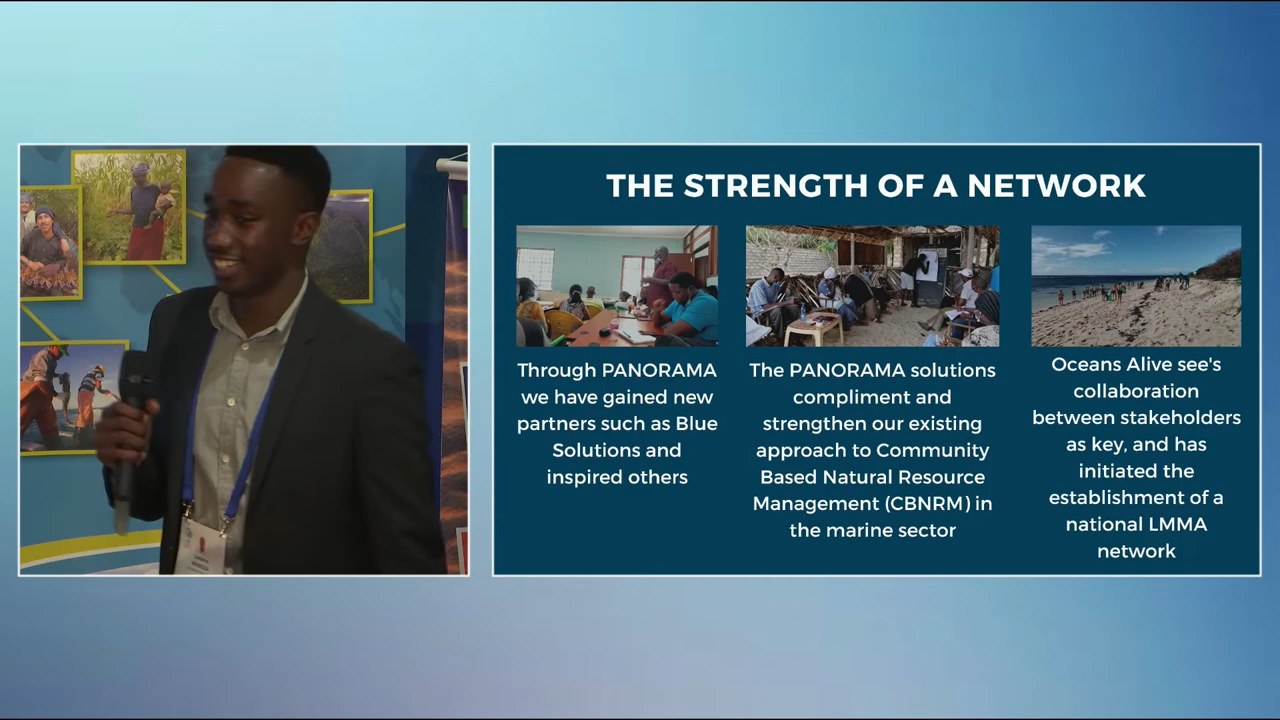 THE STRENGTH OF A NETWORK
Through PANORAMA
we have gained new
partners such as Blue
Solutions and
inspired others
The PANORAMA solutions
compliment and
strengthen our existing
approach to Community
Based Natural Resource
Management (CBNRM) in
the marine sector
Oceans Alive see's
collaboration
between stakeholders
as key, and has
initiated the
establishment of a
national LMMA
network